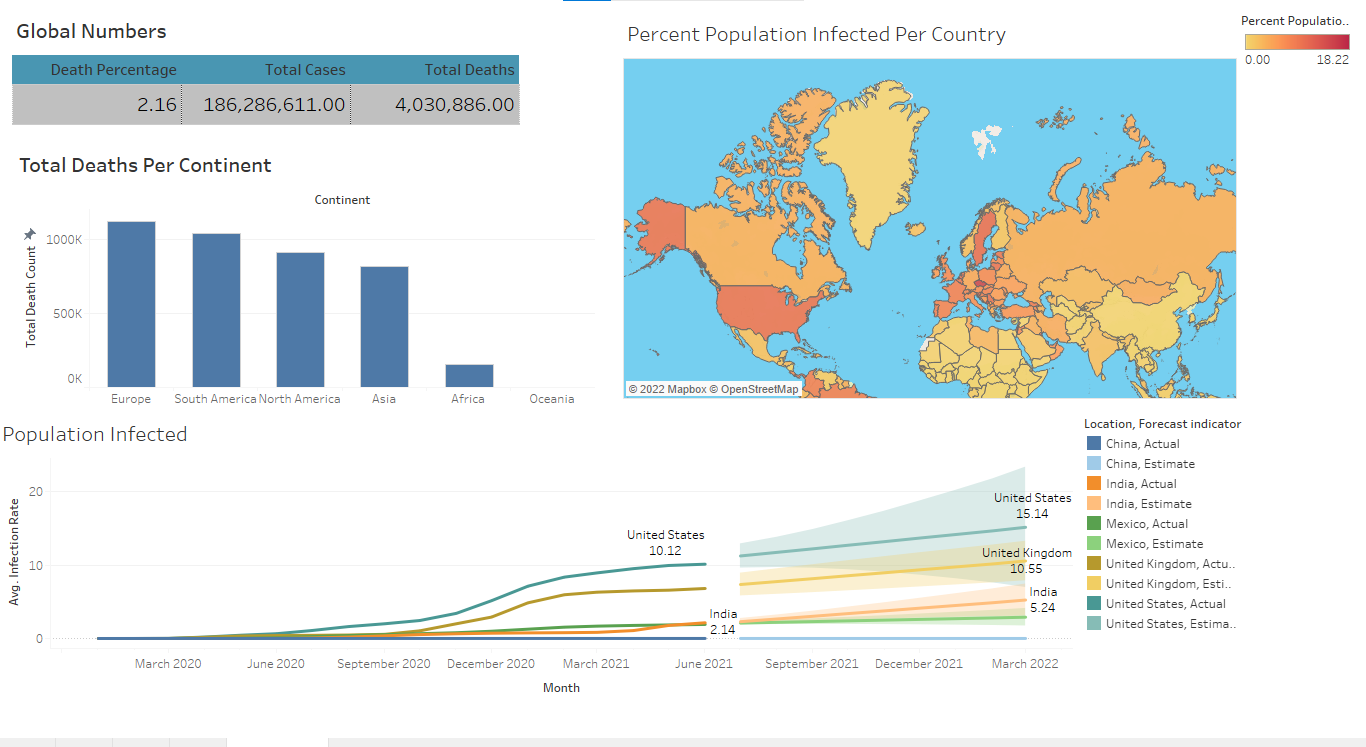 Global Numbers
Death Percentage Total Cases Total Deaths
2.16 186,286,611.00 4,030,886.00
Total Deaths Per Continent
Continent
Total Death Count
1000K
500K
0K
Europe South America North America Asia Africa Oceania
Percent Population Infected Per Country
© 2022 Mapbox © OpenStreetMap
Percent Populatio..
0.00 18.22
Population Infected
Avg. Infection Rate
20
10
0
United States
10.12
India
2.14
United States
15.14
United Kingdom
10.55
India
5.24
March 2020 June 2020 September 2020 December 2020 March 2021 June 2021 September 2021 December 2021 March 2022
Month
Location, Forecast indicator
China, Actual
China, Estimate
India, Actual
India, Estimate
Mexico, Actual
Mexico, Estimate
United Kingdom, Actu..
United Kingdom, Esti..
United States, Actual
United States, Estima..